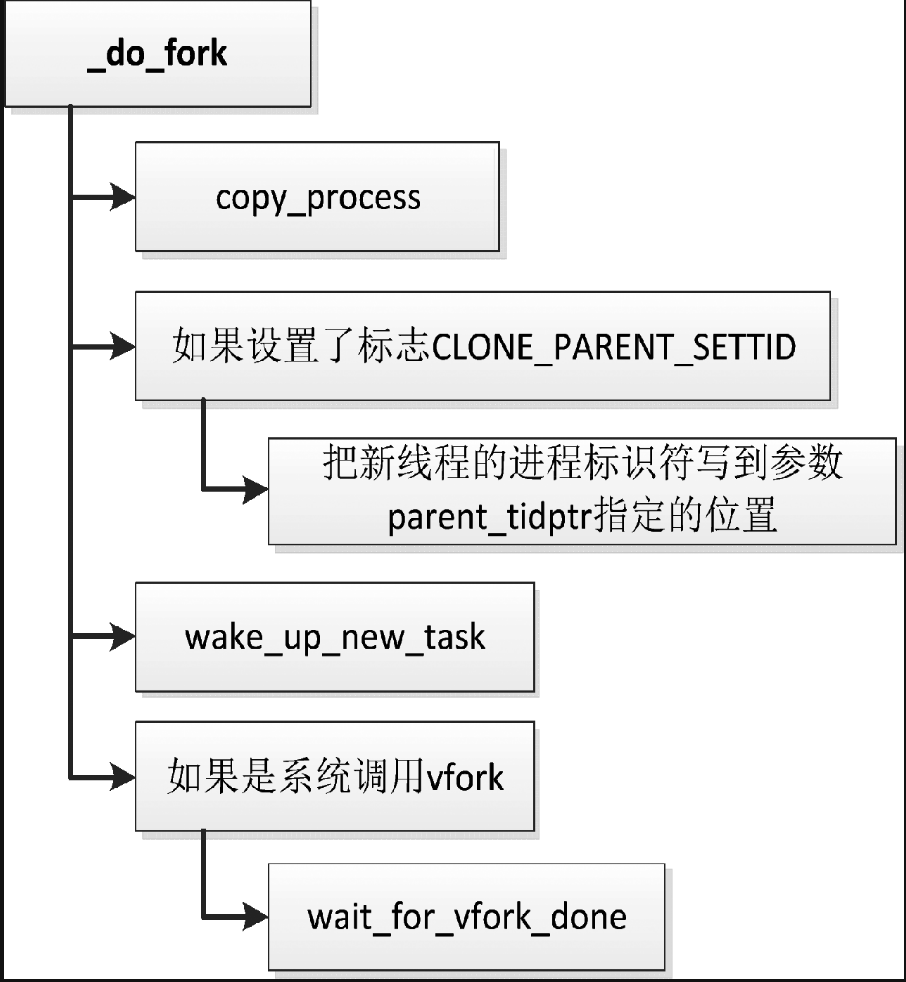 _do_fork
copy_process
如果设置了标志CLONE_PARENT_SETTID
把新线程的进程标识符写到参数
parent_tidptr指定的位置
wake_up_new_task
如果是系统调用vfork
wait_for_vfork_done